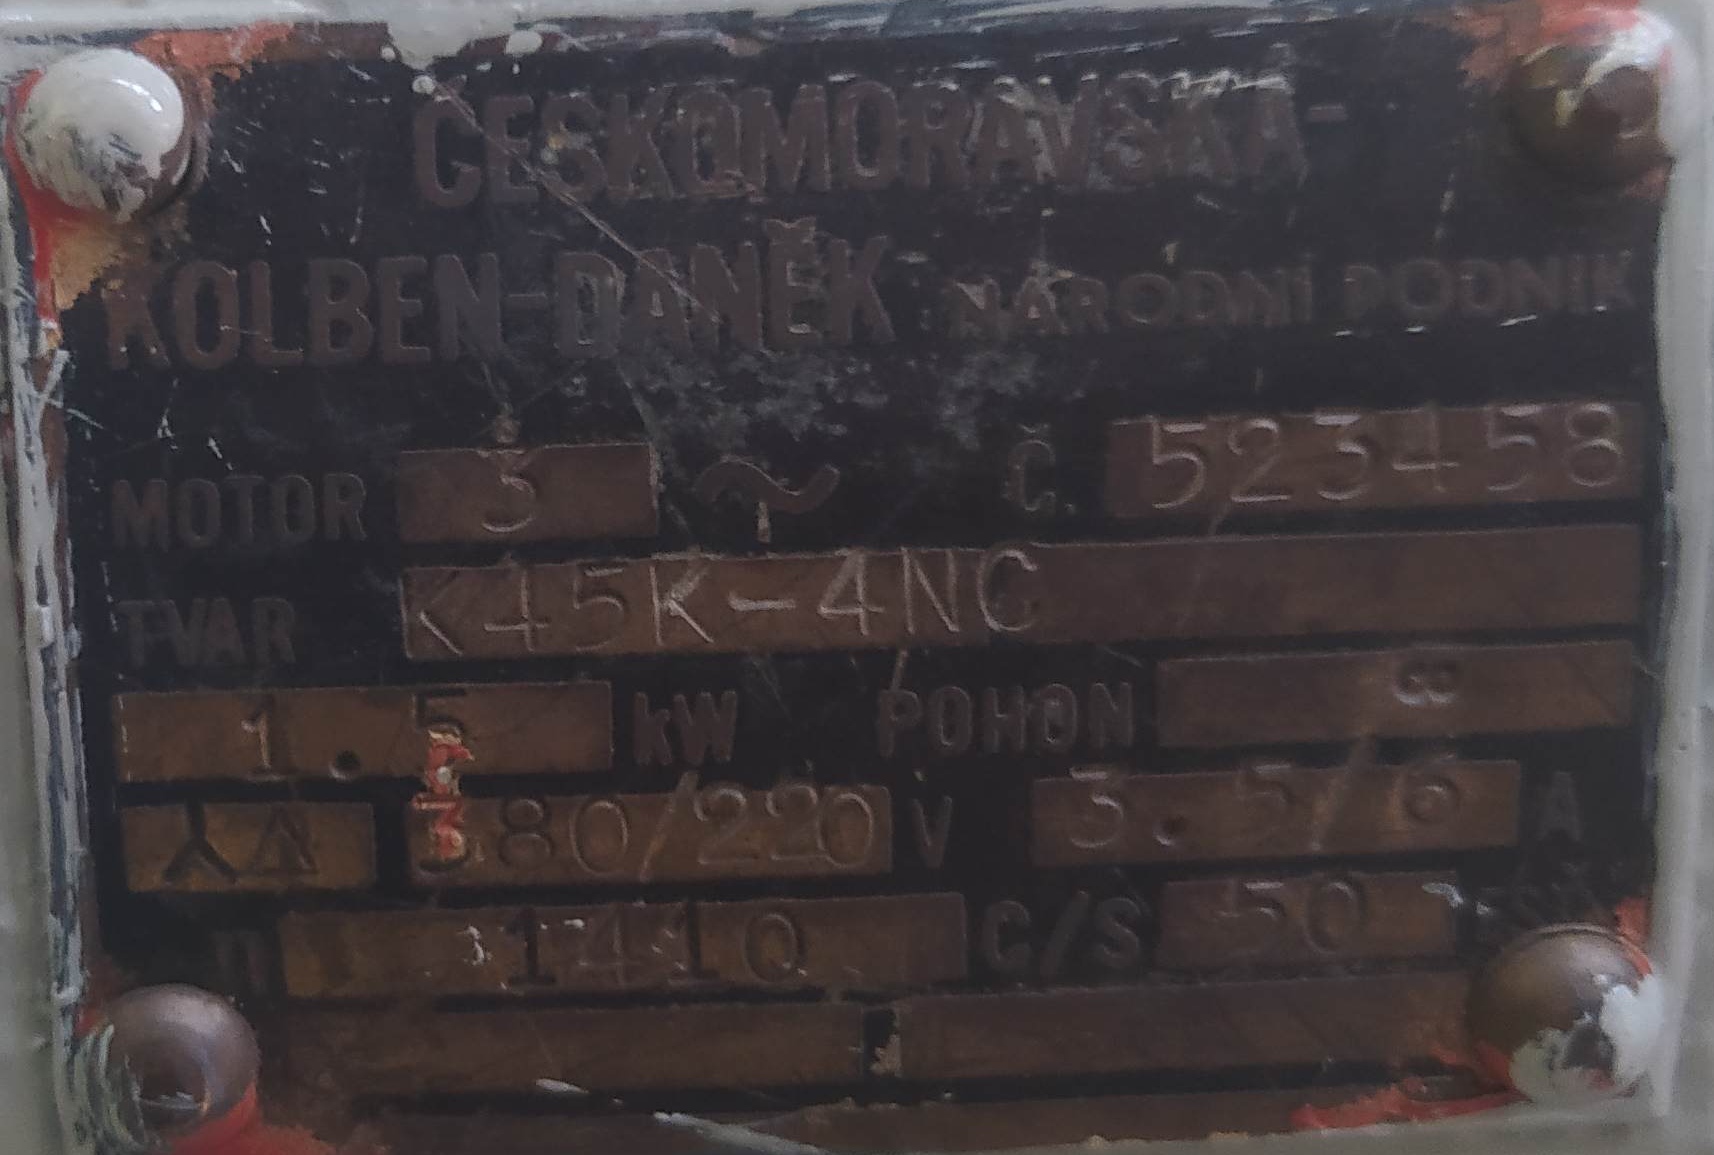 ČESKOMORAVSKÁ-
KOLBEN-DANĚK NÁRODNÍ PODNIK
MOTOR 3 ~ Č. 523458
TVAR K45K-4NC
1.5 kW POHON 8
380/220 V 3.5/6 A
n 1410 C/S 50